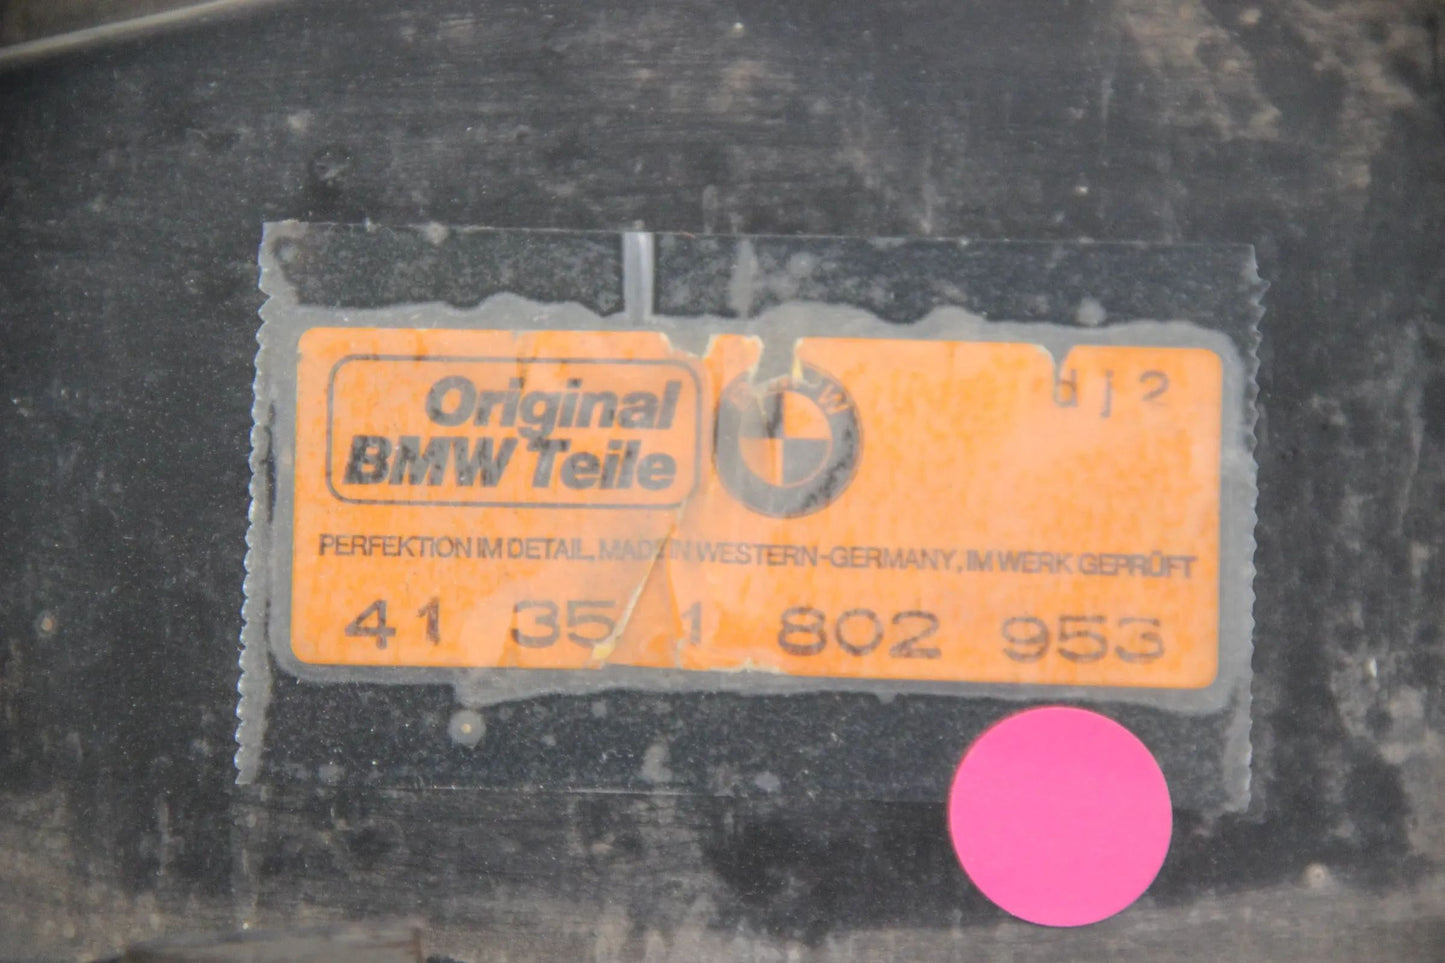 Original
BMW Teile
BMW
dj2
PERFEKTION IM DETAIL, MADE IN WESTERN-GERMANY, IM WERK GEPRÜFT
41 35 1 802 953